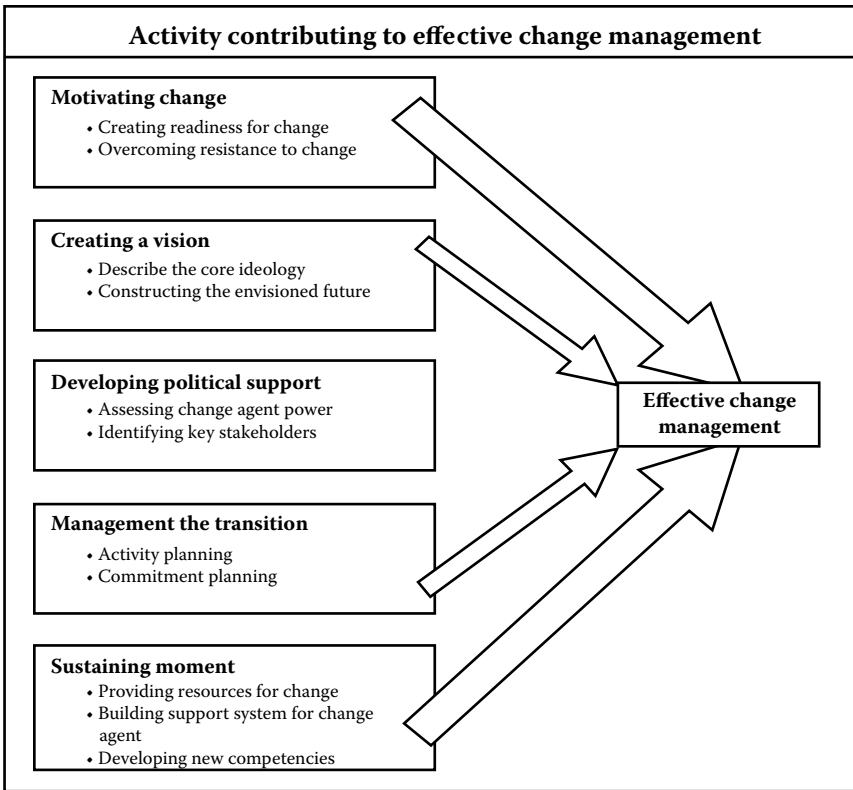 Activity contributing to effective change management
Motivating change
• Creating readiness for change
• Overcoming resistance to change
Creating a vision
• Describe the core ideology
• Constructing the envisioned future
Developing political support
• Assessing change agent power
• Identifying key stakeholders
Management the transition
• Activity planning
• Commitment planning
Sustaining moment
• Providing resources for change
• Building support system for change
agent
• Developing new competencies
Effective change
management